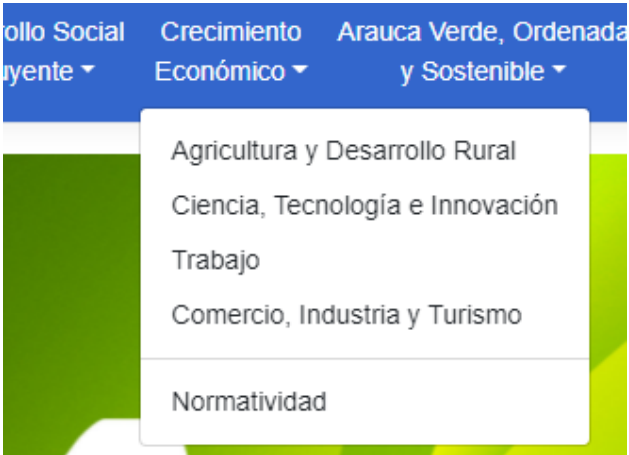 ollo Social
uyente
Crecimiento
Económico
Arauca Verde, Ordenada
y Sostenible
Agricultura y Desarrollo Rural
Ciencia, Tecnología e Innovación
Trabajo
Comercio, Industria y Turismo
Normatividad